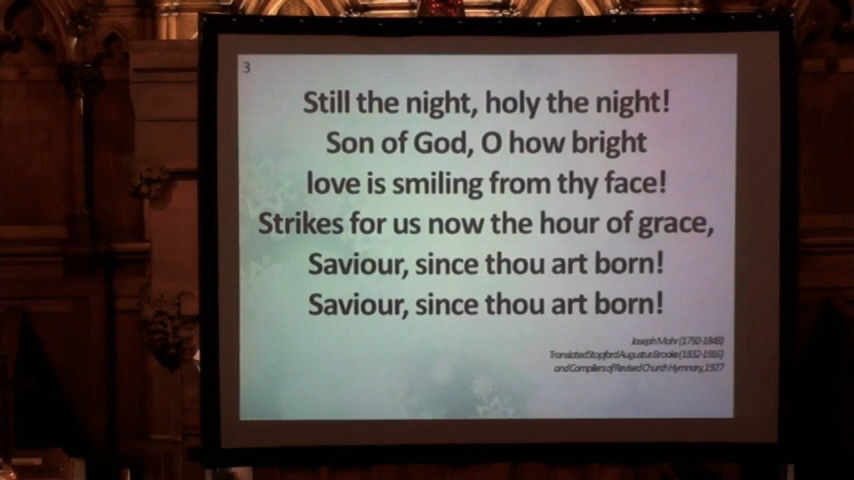 3
Still the night, holy the night!
Son of God, O how bright
love is smiling from thy face!
Strikes for us now the hour of grace,
Saviour, since thou art born!
Saviour, since thou art born!
Joseph Mohr (1792-1848)
Translated Stopford Augustus Brooke (1832-1916)
and Compilers of Revised Church Hymnary, 1927